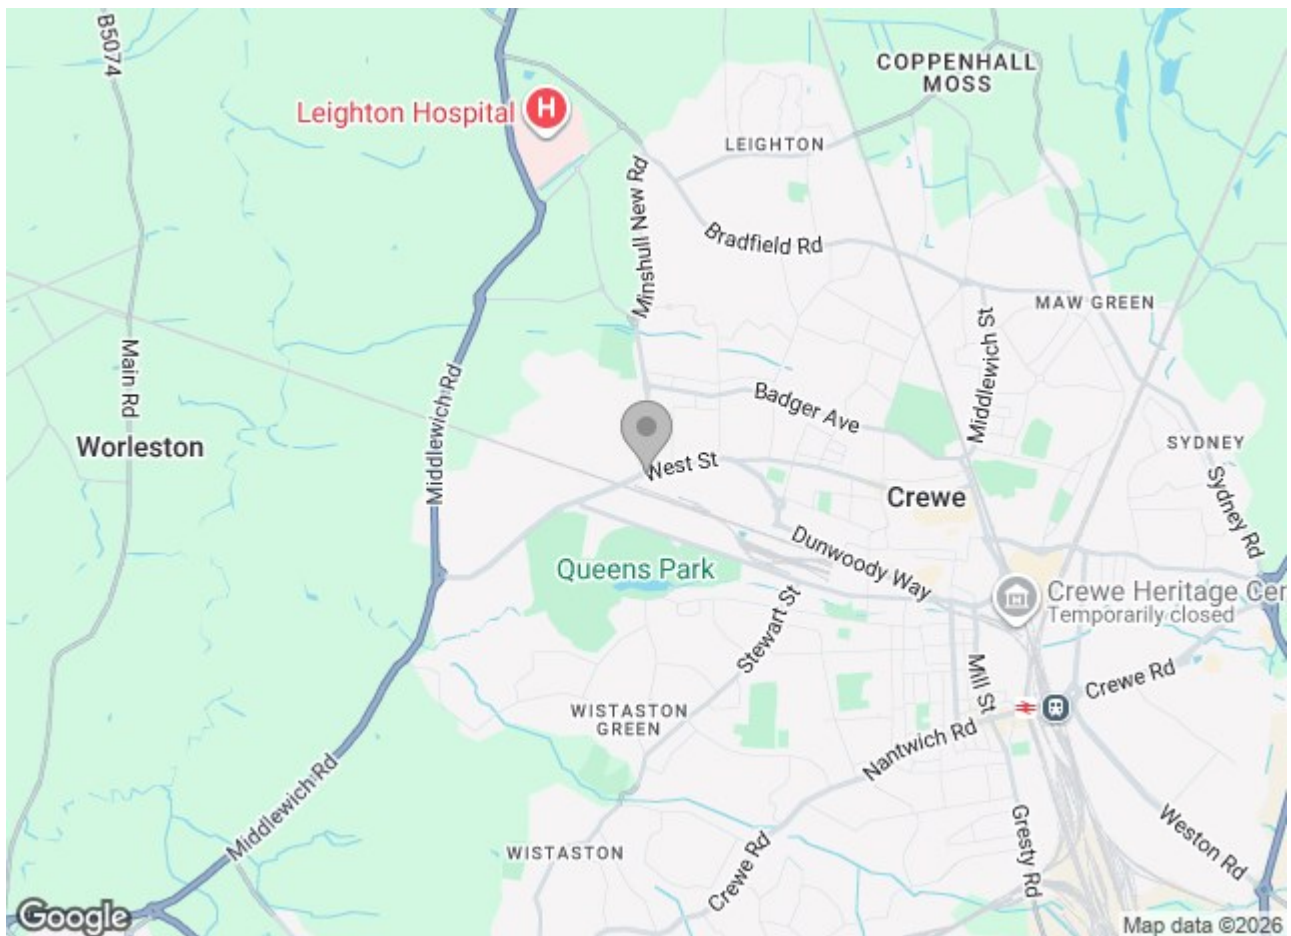 B5074
COPPENHALL
MOSS
Leighton Hospital
H
LEIGHTON
Minshull New Rd
Bradfield Rd
MAW GREEN
Main Rd
Middlewich St
Middlewich Rd
Badger Ave
Worleston
SYDNEY
West St
Crewe
Sydney Rd
Dunwoody Way
Queens Park
Crewe Heritage Cen
Temporarily closed
Stewart St
Mill St
Crewe Rd
WISTASTON
GREEN
Nantwich Rd
Middlewich Rd
Gresty Rd
Weston Rd
WISTASTON
Crewe Rd
Google
Map data ©2026